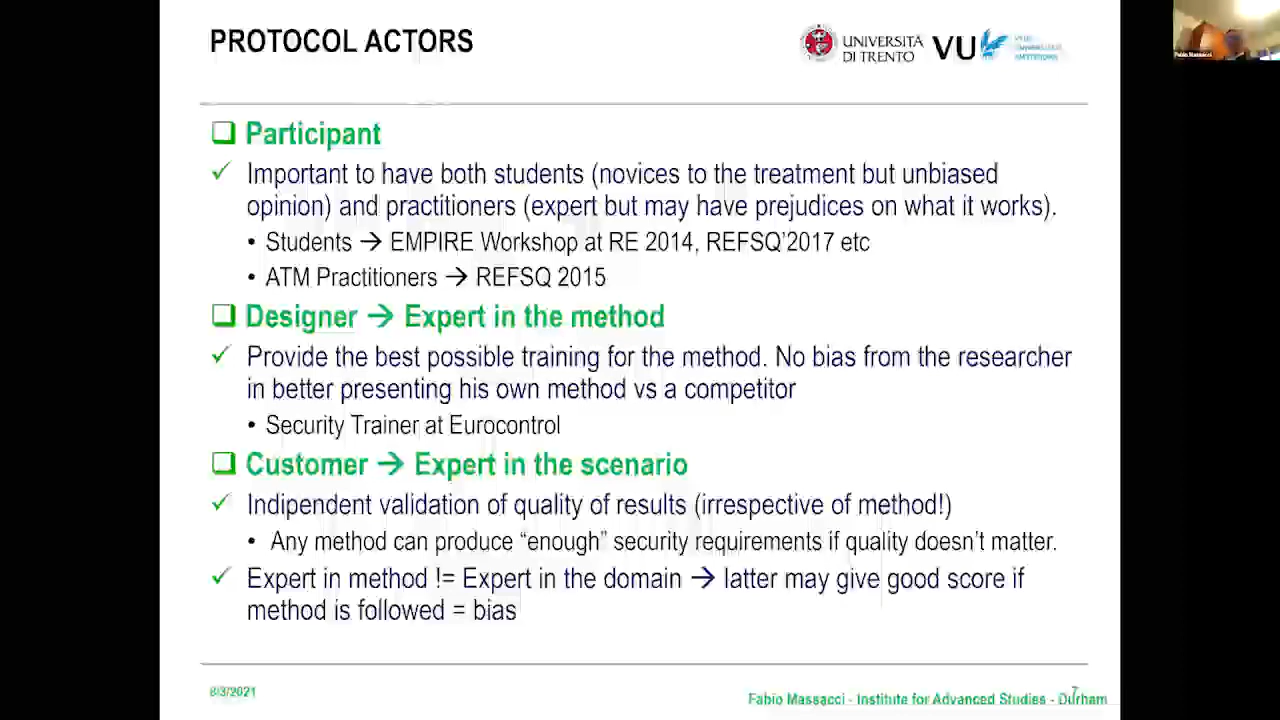 PROTOCOL ACTORS
UNIVERSITÀ
DI TRENTO
VU
Fabio Massacci
Participant
Important to have both students (novices to the treatment but unbiased
opinion) and practitioners (expert but may have prejudices on what it works).
• Students → EMPIRE Workshop at RE 2014, REFSQ'2017 etc
• ATM Practitioners → REFSQ 2015
Designer → Expert in the method
Provide the best possible training for the method. No bias from the researcher
in better presenting his own method vs a competitor
• Security Trainer at Eurocontrol
Customer → Expert in the scenario
Indipendent validation of quality of results (irrespective of method!)
• Any method can produce “enough” security requirements if quality doesn't matter.
Expert in method != Expert in the domain → latter may give good score if
method is followed = bias
8/3/2021
7
Fabio Massacci - Institute for Advanced Studies - Durham